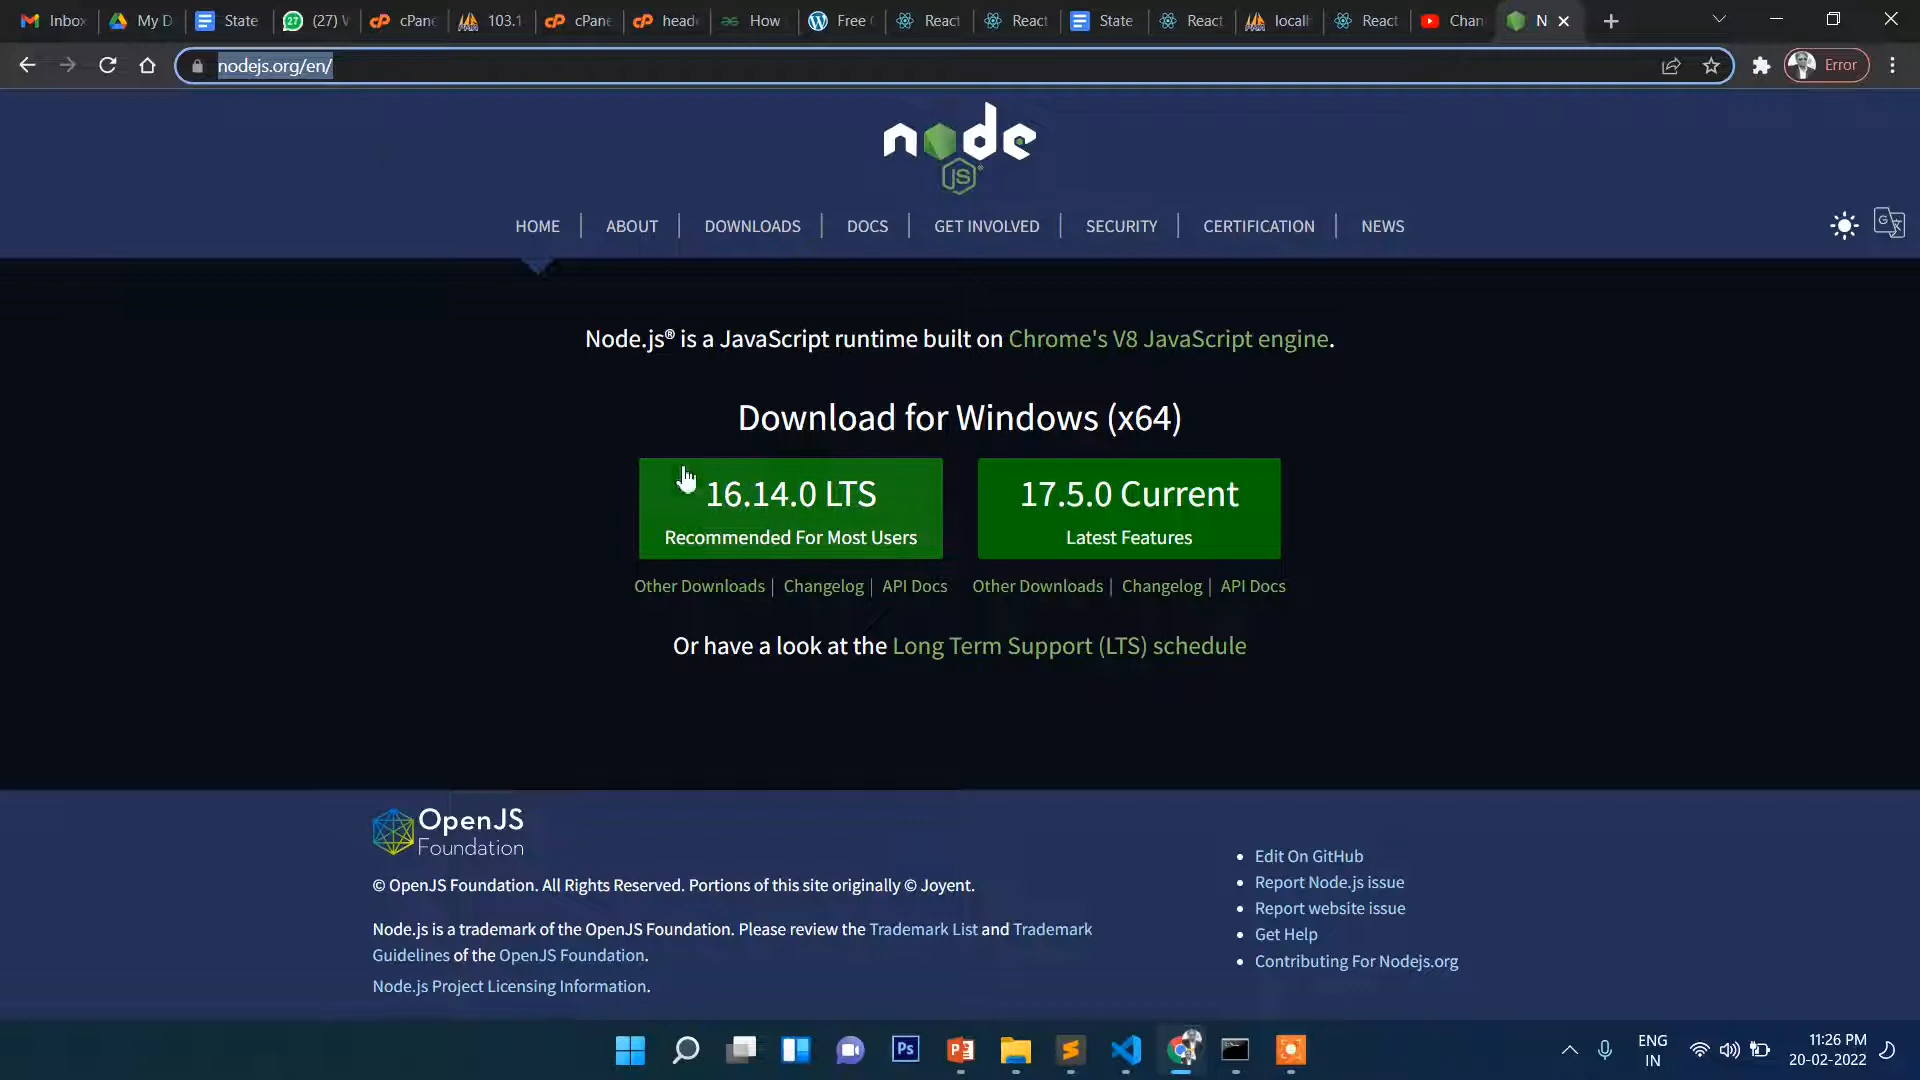 Inbox
My D
State
(27) W
cPane
103.1
cPane
head
How
Free
React
React
State
React
locall
React
Chan
N
nodejs.org/en/
Error
node
JS
HOME
ABOUT
DOWNLOADS
DOCS
GET INVOLVED
SECURITY
CERTIFICATION
NEWS
Node.js® is a JavaScript runtime built on Chrome's V8 JavaScript engine.
Download for Windows (x64)
16.14.0 LTS
Recommended For Most Users
17.5.0 Current
Latest Features
Other Downloads | Changelog | API Docs
Other Downloads | Changelog | API Docs
Or have a look at the Long Term Support (LTS) schedule
OpenJS
Foundation
© OpenJS Foundation. All Rights Reserved. Portions of this site originally © Joyent.
Node.js is a trademark of the OpenJS Foundation. Please review the Trademark List and Trademark
Guidelines of the OpenJS Foundation.
Node.js Project Licensing Information.
Edit On GitHub
Report Node.js issue
Report website issue
Get Help
Contributing For Nodejs.org
Ps
ENG
IN
11:26 PM
20-02-2022